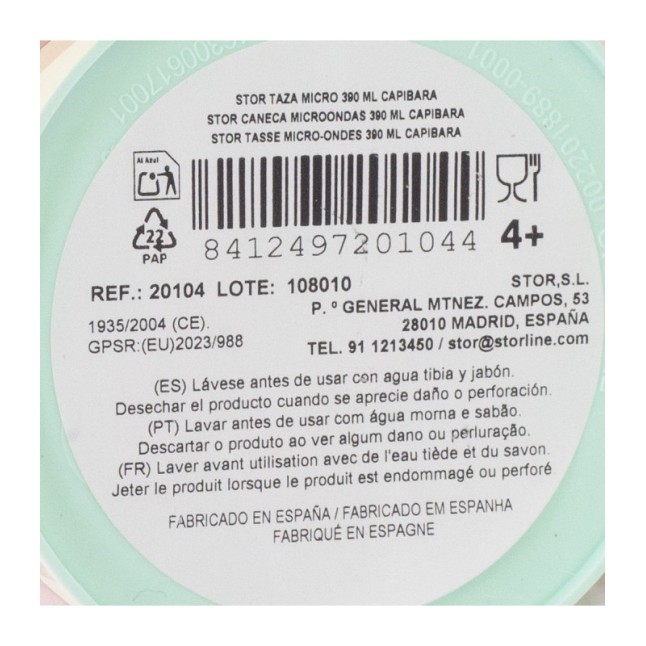 STOR TAZA MICRO 390 ML CAPIBARA
STOR CANECA MICROONDAS 390 ML CAPIBARA
STOR TASSE MICRO-ONDES 390 ML CAPIBARA
Al Azul
22
PAP
8412497201044
4+
REF.: 20104 LOTE: 108010
1935/2004 (CE).
GPSR:(EU)2023/988
STOR,S.L.
P. º GENERAL MTNEZ. CAMPOS, 53
28010 MADRID, ESPAÑA
TEL. 91 1213450 / stor@storline.com
(ES) Lávese antes de usar con agua tibia y jabón.
Desechar el producto cuando se aprecie daño o perforación.
(PT) Lavar antes de usar com água morna e sabão.
Descartar o produto ao ver algum dano ou perluração.
(FR) Laver avant utilisation avec de l'eau tiède et du savon.
Jeter le produit lorsque le produit est endommagé ou perforé
FABRICADO EN ESPAÑA / FABRICADO EM ESPANHA
FABRIQUÉ EN ESPAGNE